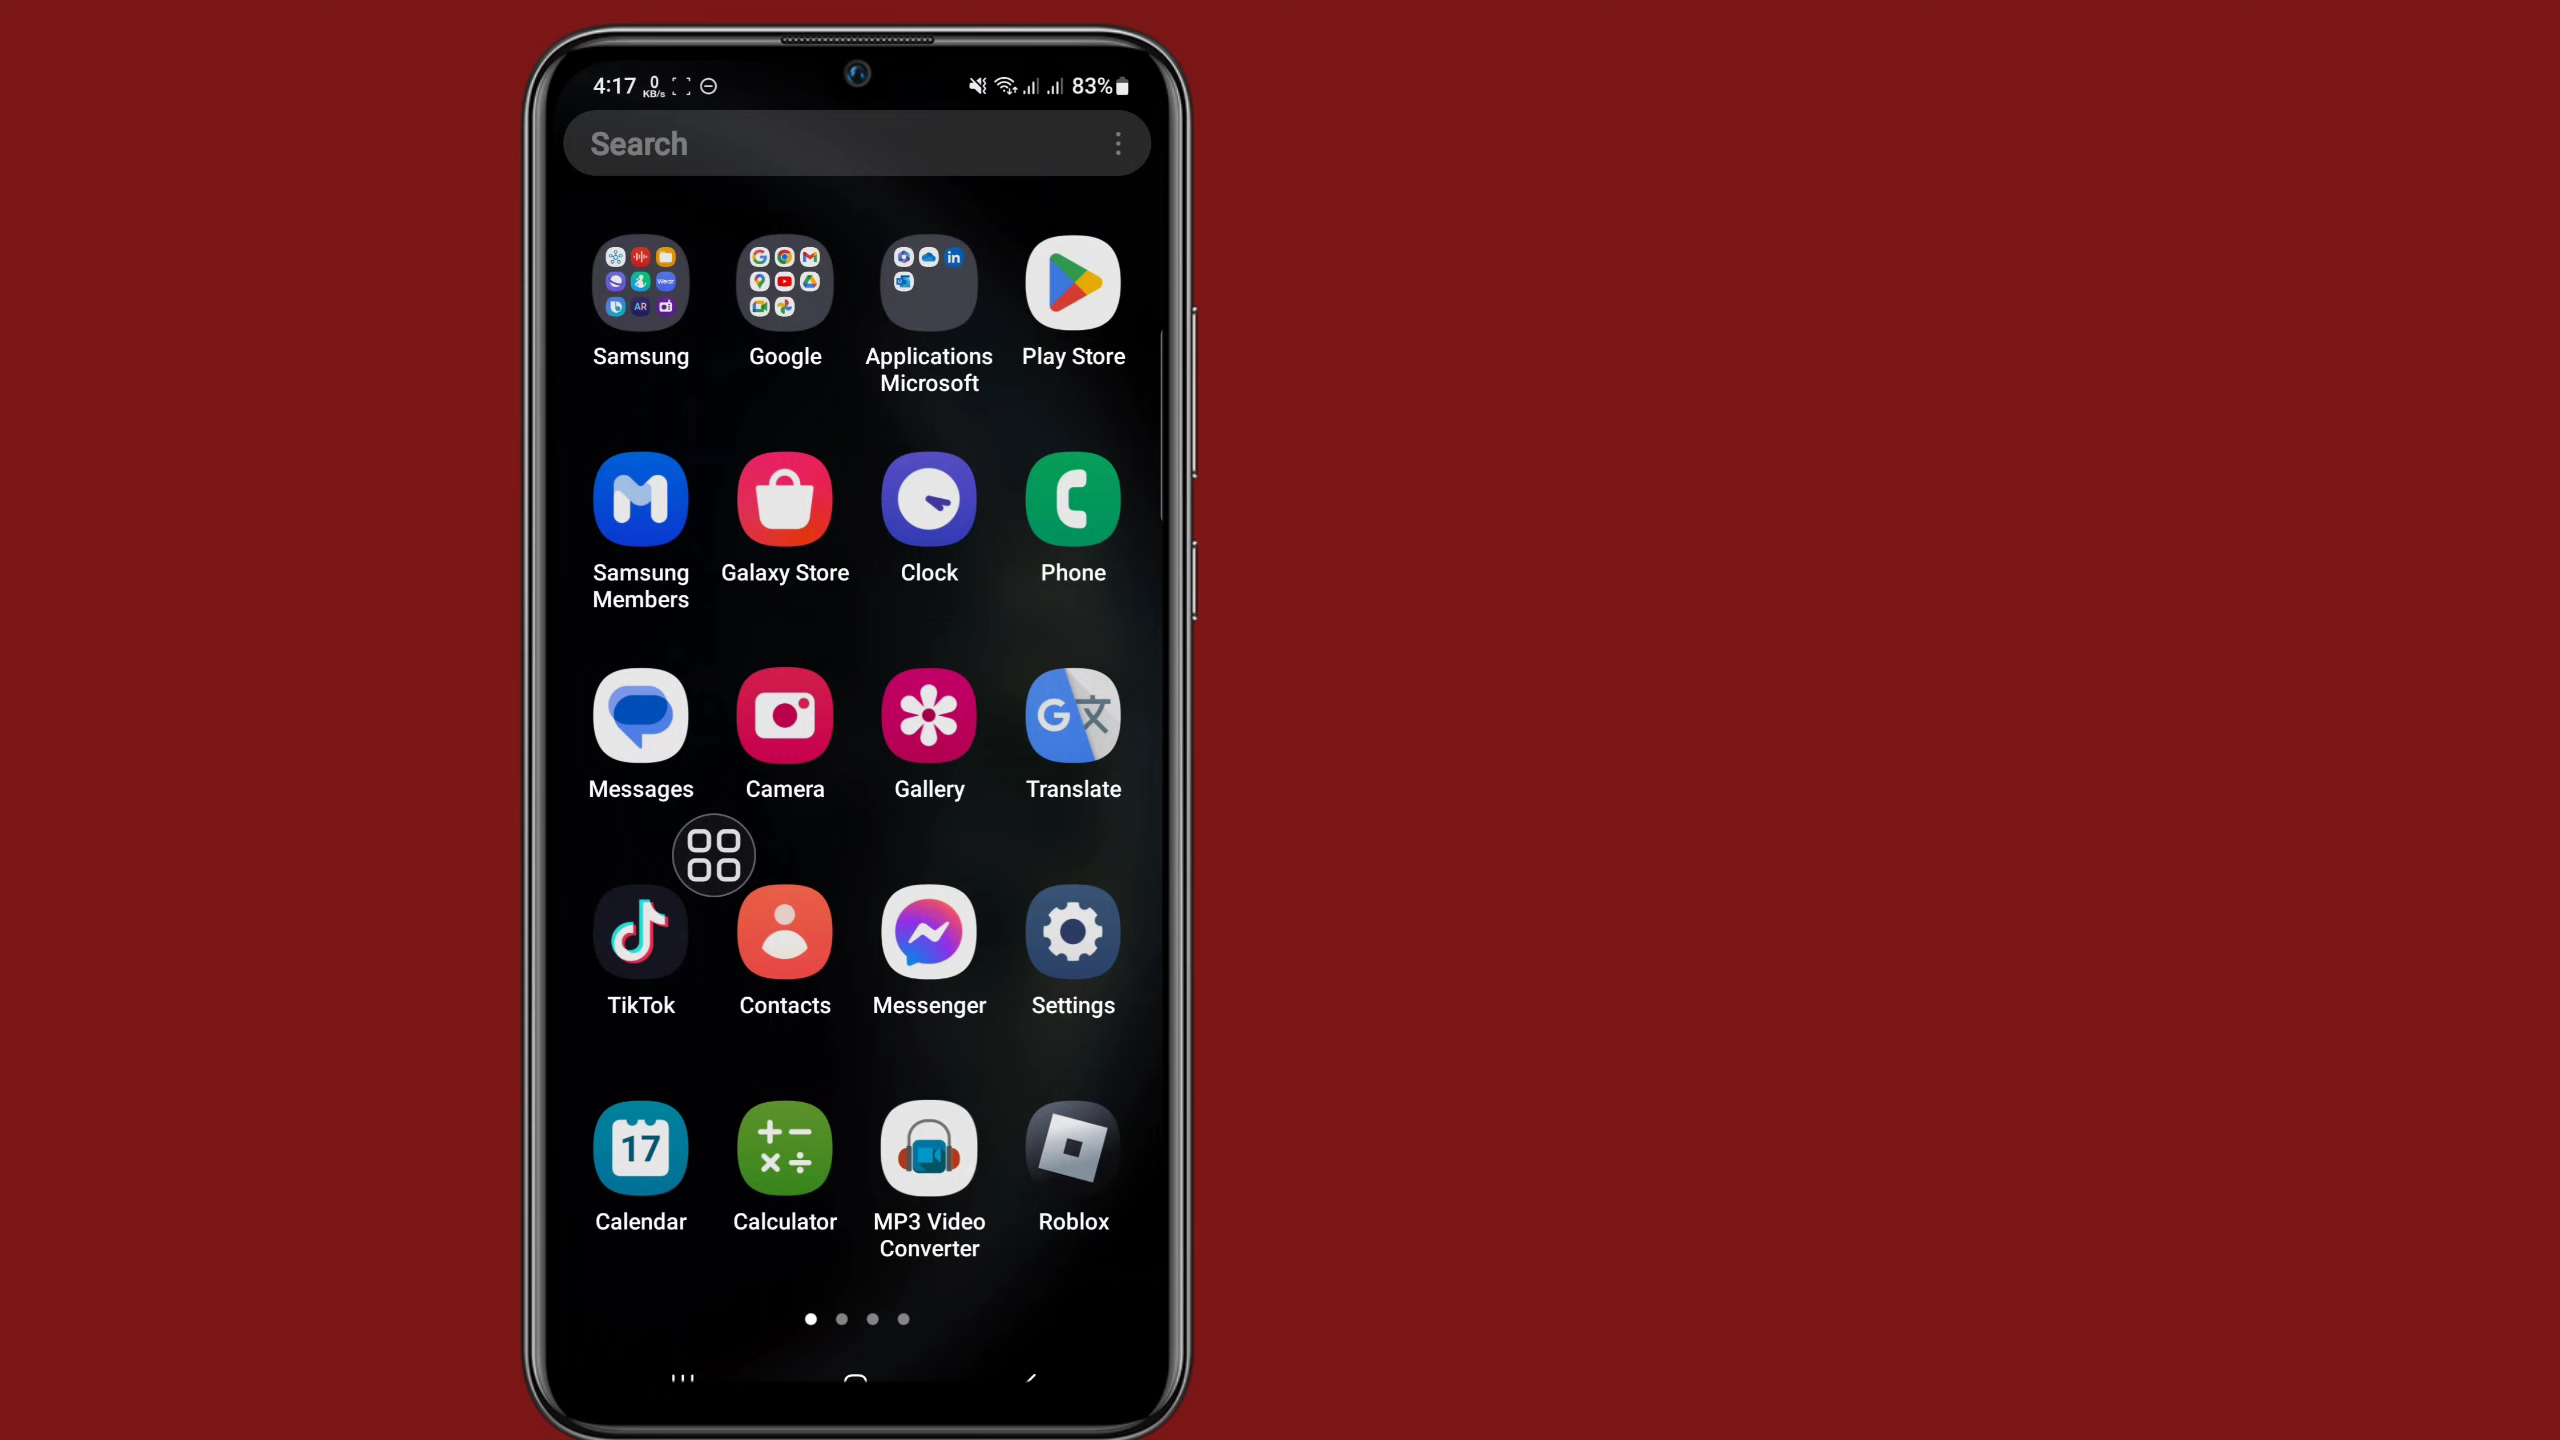 4:17 0 KB/s 83%
Search
Samsung Google Applications Microsoft Play Store
Samsung Members Galaxy Store Clock Phone
Messages Camera Gallery Translate
TikTok Contacts Messenger Settings
17
Calendar Calculator MP3 Video Converter Roblox